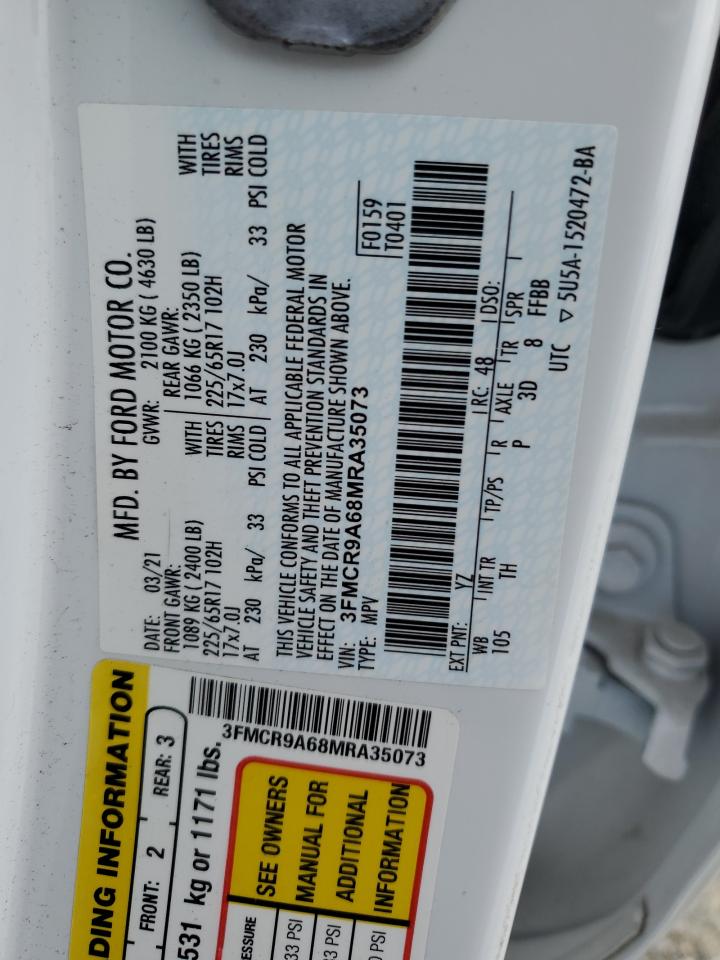 MFD. BY FORD MOTOR CO.
DATE: 03/21 GVWR: 2100 KG ( 4630 LB)
FRONT GAWR: REAR GAWR:
1089 KG ( 2400 LB) WITH 1066 KG ( 2350 LB) WITH
225/65R17 102H TIRES 225/65R17 102H TIRES
17x7.0J RIMS 17x7.0J RIMS
AT 230 kPa/ 33 PSI COLD AT 230 kPa/ 33 PSI COLD
THIS VEHICLE CONFORMS TO ALL APPLICABLE FEDERAL MOTOR
VEHICLE SAFETY AND THEFT PREVENTION STANDARDS IN
EFFECT ON THE DATE OF MANUFACTURE SHOWN ABOVE.
VIN: 3FMCR9A68MRA35073
TYPE: MPV
F0159
T0401
EXT PNT: YZ RC: 48 DSO:
WB INT TR TP/PS R AXLE TR SPR
105 TH P 3D 8 FFBB
UTC ▽ 5U5A-1520472-BA
DING INFORMATION
FRONT: 2 REAR: 3
531 kg or 1171 lbs.
3FMCR9A68MRA35073
SEE OWNERS
MANUAL FOR
ADDITIONAL
INFORMATION
33 PSI
PSI
PSI